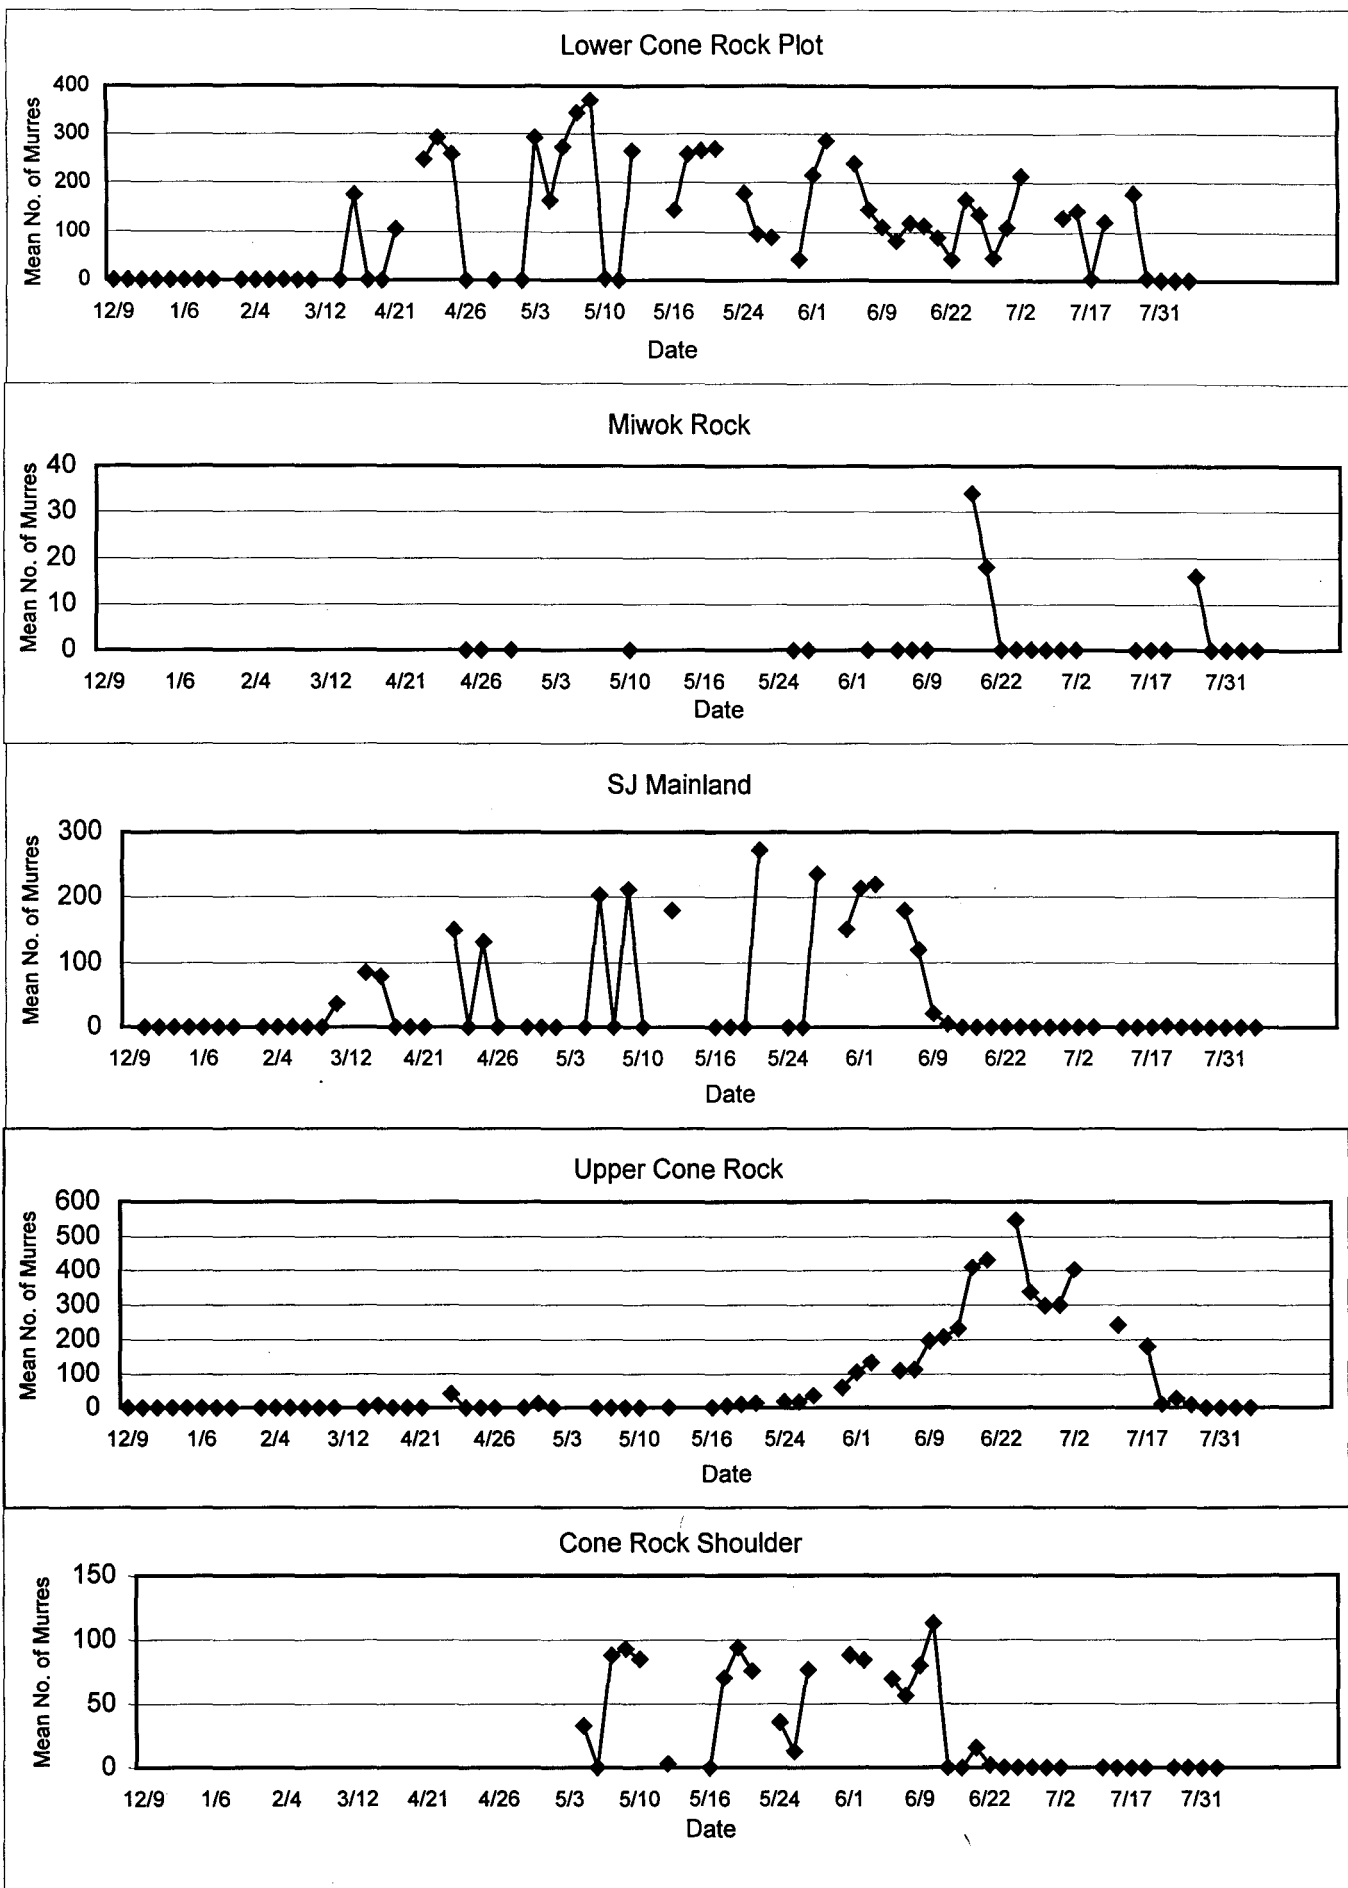 Lower Cone Rock Plot
Mean No. of Murres
400
300
200
100
0
12/9 1/6 2/4 3/12 4/21 4/26 5/3 5/10 5/16 5/24 6/1 6/9 6/22 7/2 7/17 7/31
Date
Miwok Rock
Mean No. of Murres
40
30
20
10
0
12/9 1/6 2/4 3/12 4/21 4/26 5/3 5/10 5/16 5/24 6/1 6/9 6/22 7/2 7/17 7/31
Date
SJ Mainland
Mean No. of Murres
300
200
100
0
12/9 1/6 2/4 3/12 4/21 4/26 5/3 5/10 5/16 5/24 6/1 6/9 6/22 7/2 7/17 7/31
Date
Upper Cone Rock
Mean No. of Murres
600
500
400
300
200
100
0
12/9 1/6 2/4 3/12 4/21 4/26 5/3 5/10 5/16 5/24 6/1 6/9 6/22 7/2 7/17 7/31
Date
Cone Rock Shoulder
Mean No. of Murres
150
100
50
0
12/9 1/6 2/4 3/12 4/21 4/26 5/3 5/10 5/16 5/24 6/1 6/9 6/22 7/2 7/17 7/31
Date